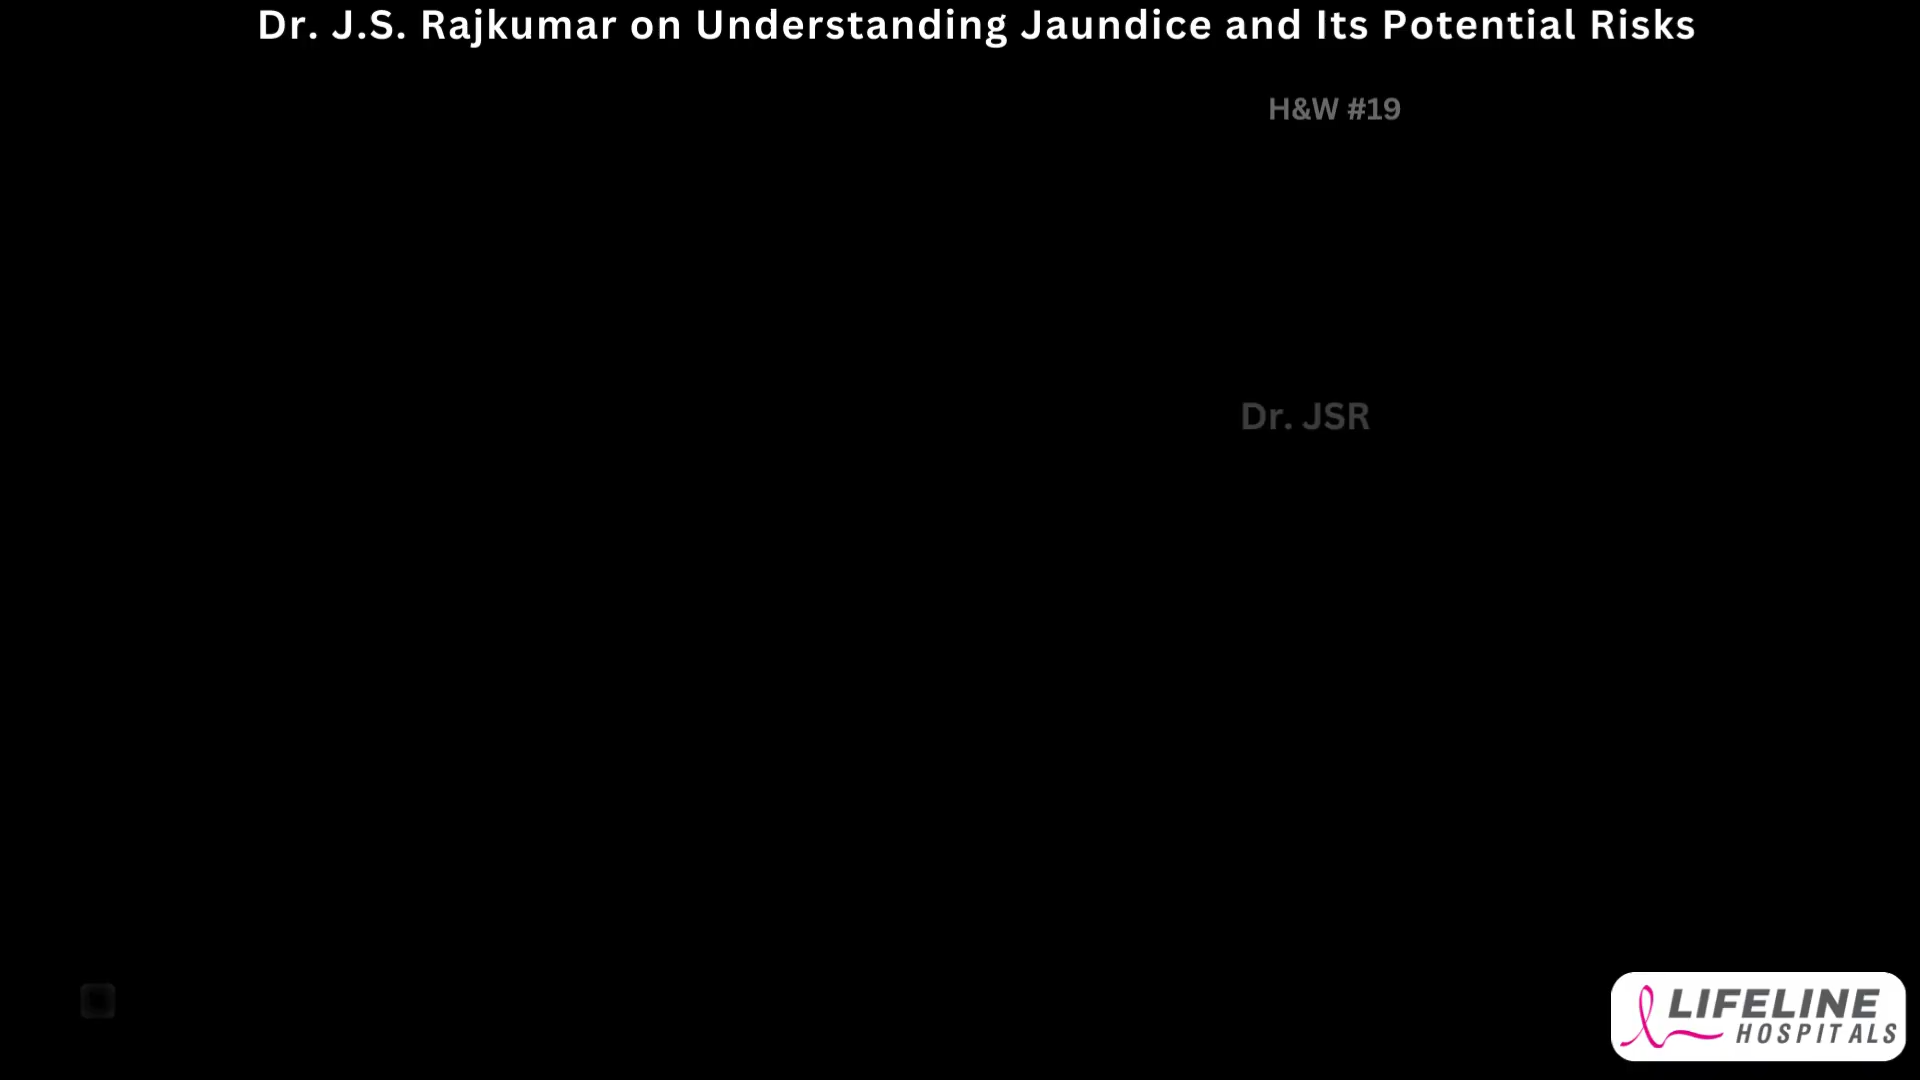 Dr. J.S. Rajkumar on Understanding Jaundice and Its Potential Risks
H&W #19
Dr. JSR
LIFELINE
HOSPITALS